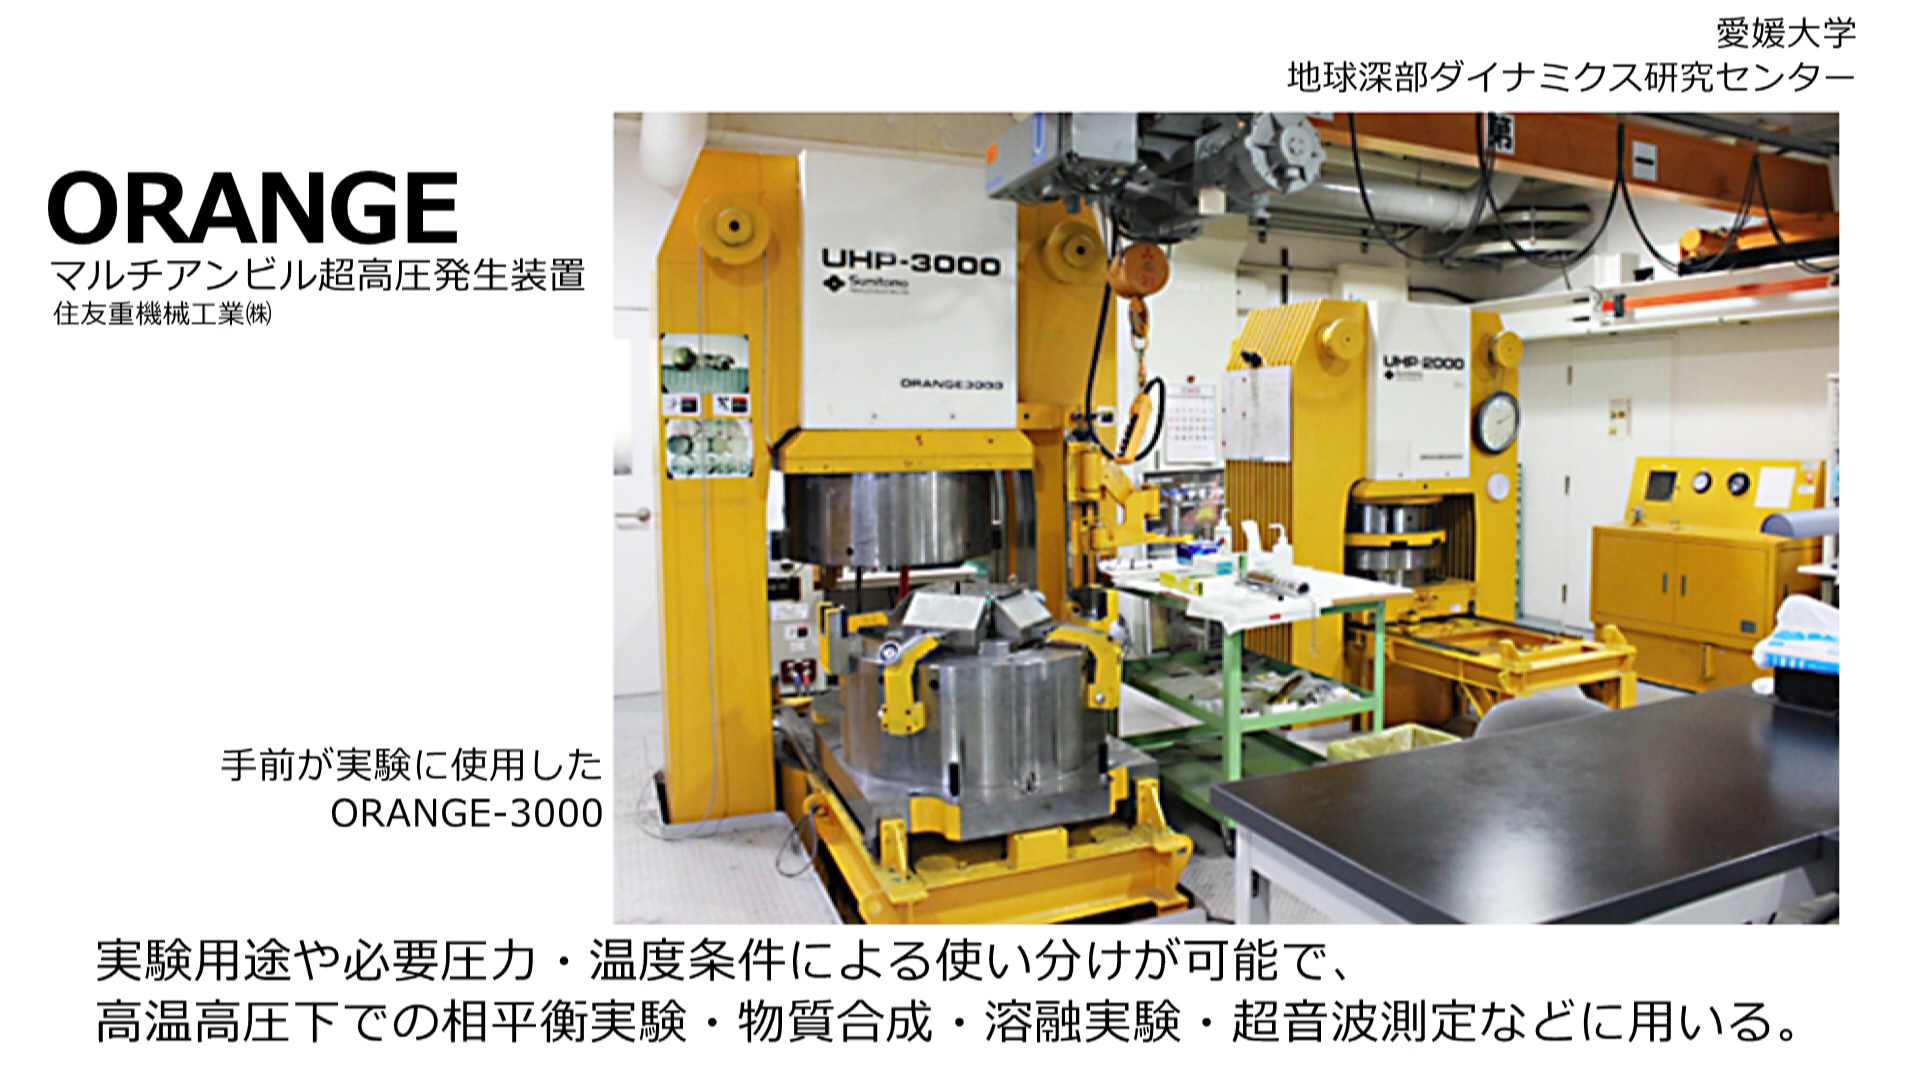 愛媛大学
地球深部ダイナミクス研究センター
ORANGE
マルチアンビル超高圧発生装置
住友重機械工業㈱
UHP-3000
Sumitomo
ORANGE3000
第
一
UHP-2000
手前が実験に使用した
ORANGE-3000
実験用途や必要圧力・温度条件による使い分けが可能で、
高温高圧下での相平衡実験・物質合成・溶融実験・超音波測定などに用いる。